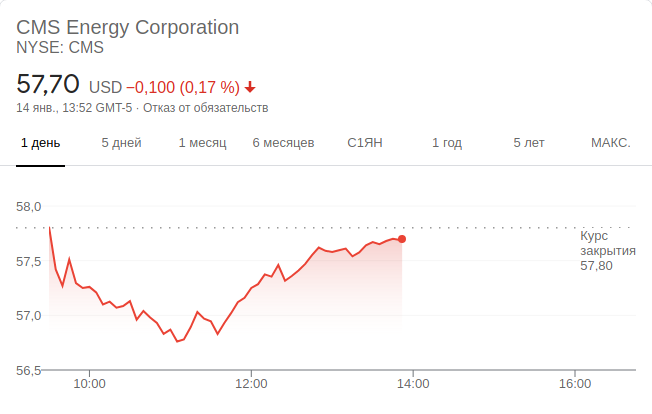 CMS Energy Corporation
NYSE: CMS
57,70 USD −0,100 (0,17 %)
14 янв., 13:52 GMT-5 · Отказ от обязательств
1 день 5 дней 1 месяц 6 месяцев С1ЯН 1 год 5 лет МАКС.
58,0
57,5
57,0
56,5
Курс
закрытия
57,80
10:00 12:00 14:00 16:00